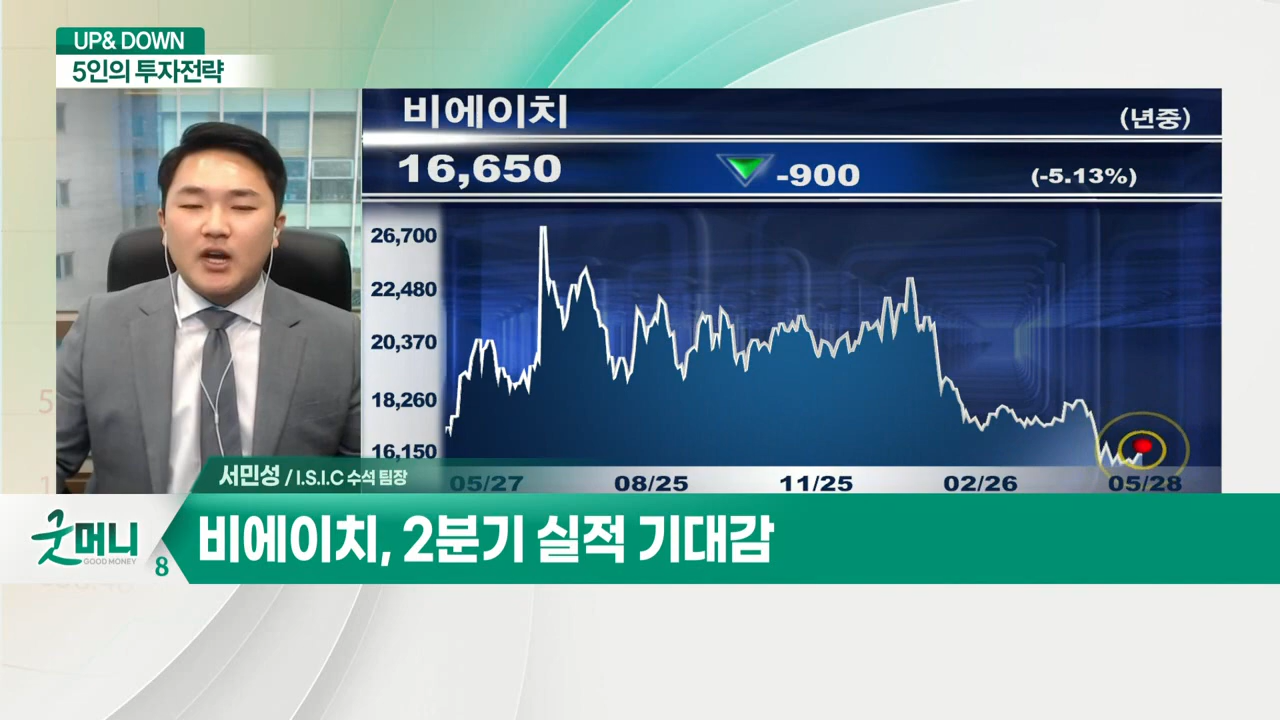 UP& DOWN
5인의 투자전략
비에이치
(년중)
16,650
-900
(-5.13%)
26,700
22,480
20,370
18,260
16,150
05/27
08/25
11/25
02/26
05/28
서민성 / I.S.I.C 수석 팀장
굿머니
GOOD MONEY
8
비에이치, 2분기 실적 기대감